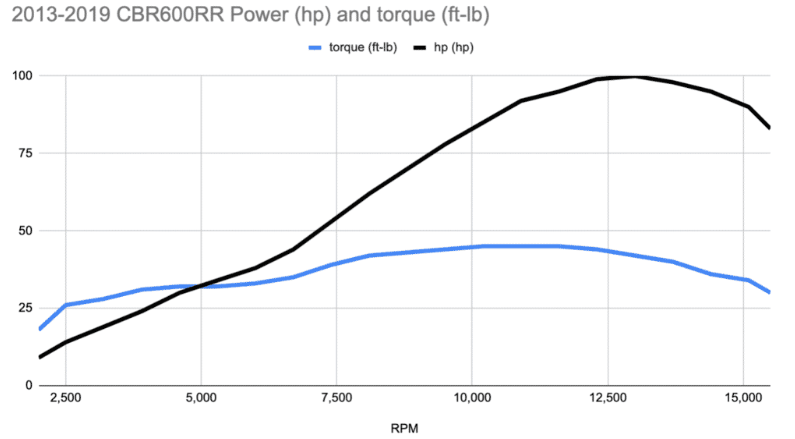 2013-2019 CBR600RR Power (hp) and torque (ft-lb)
torque (ft-lb) hp (hp)
100
75
50
25
0
2,500 5,000 7,500 10,000 12,500 15,000
RPM